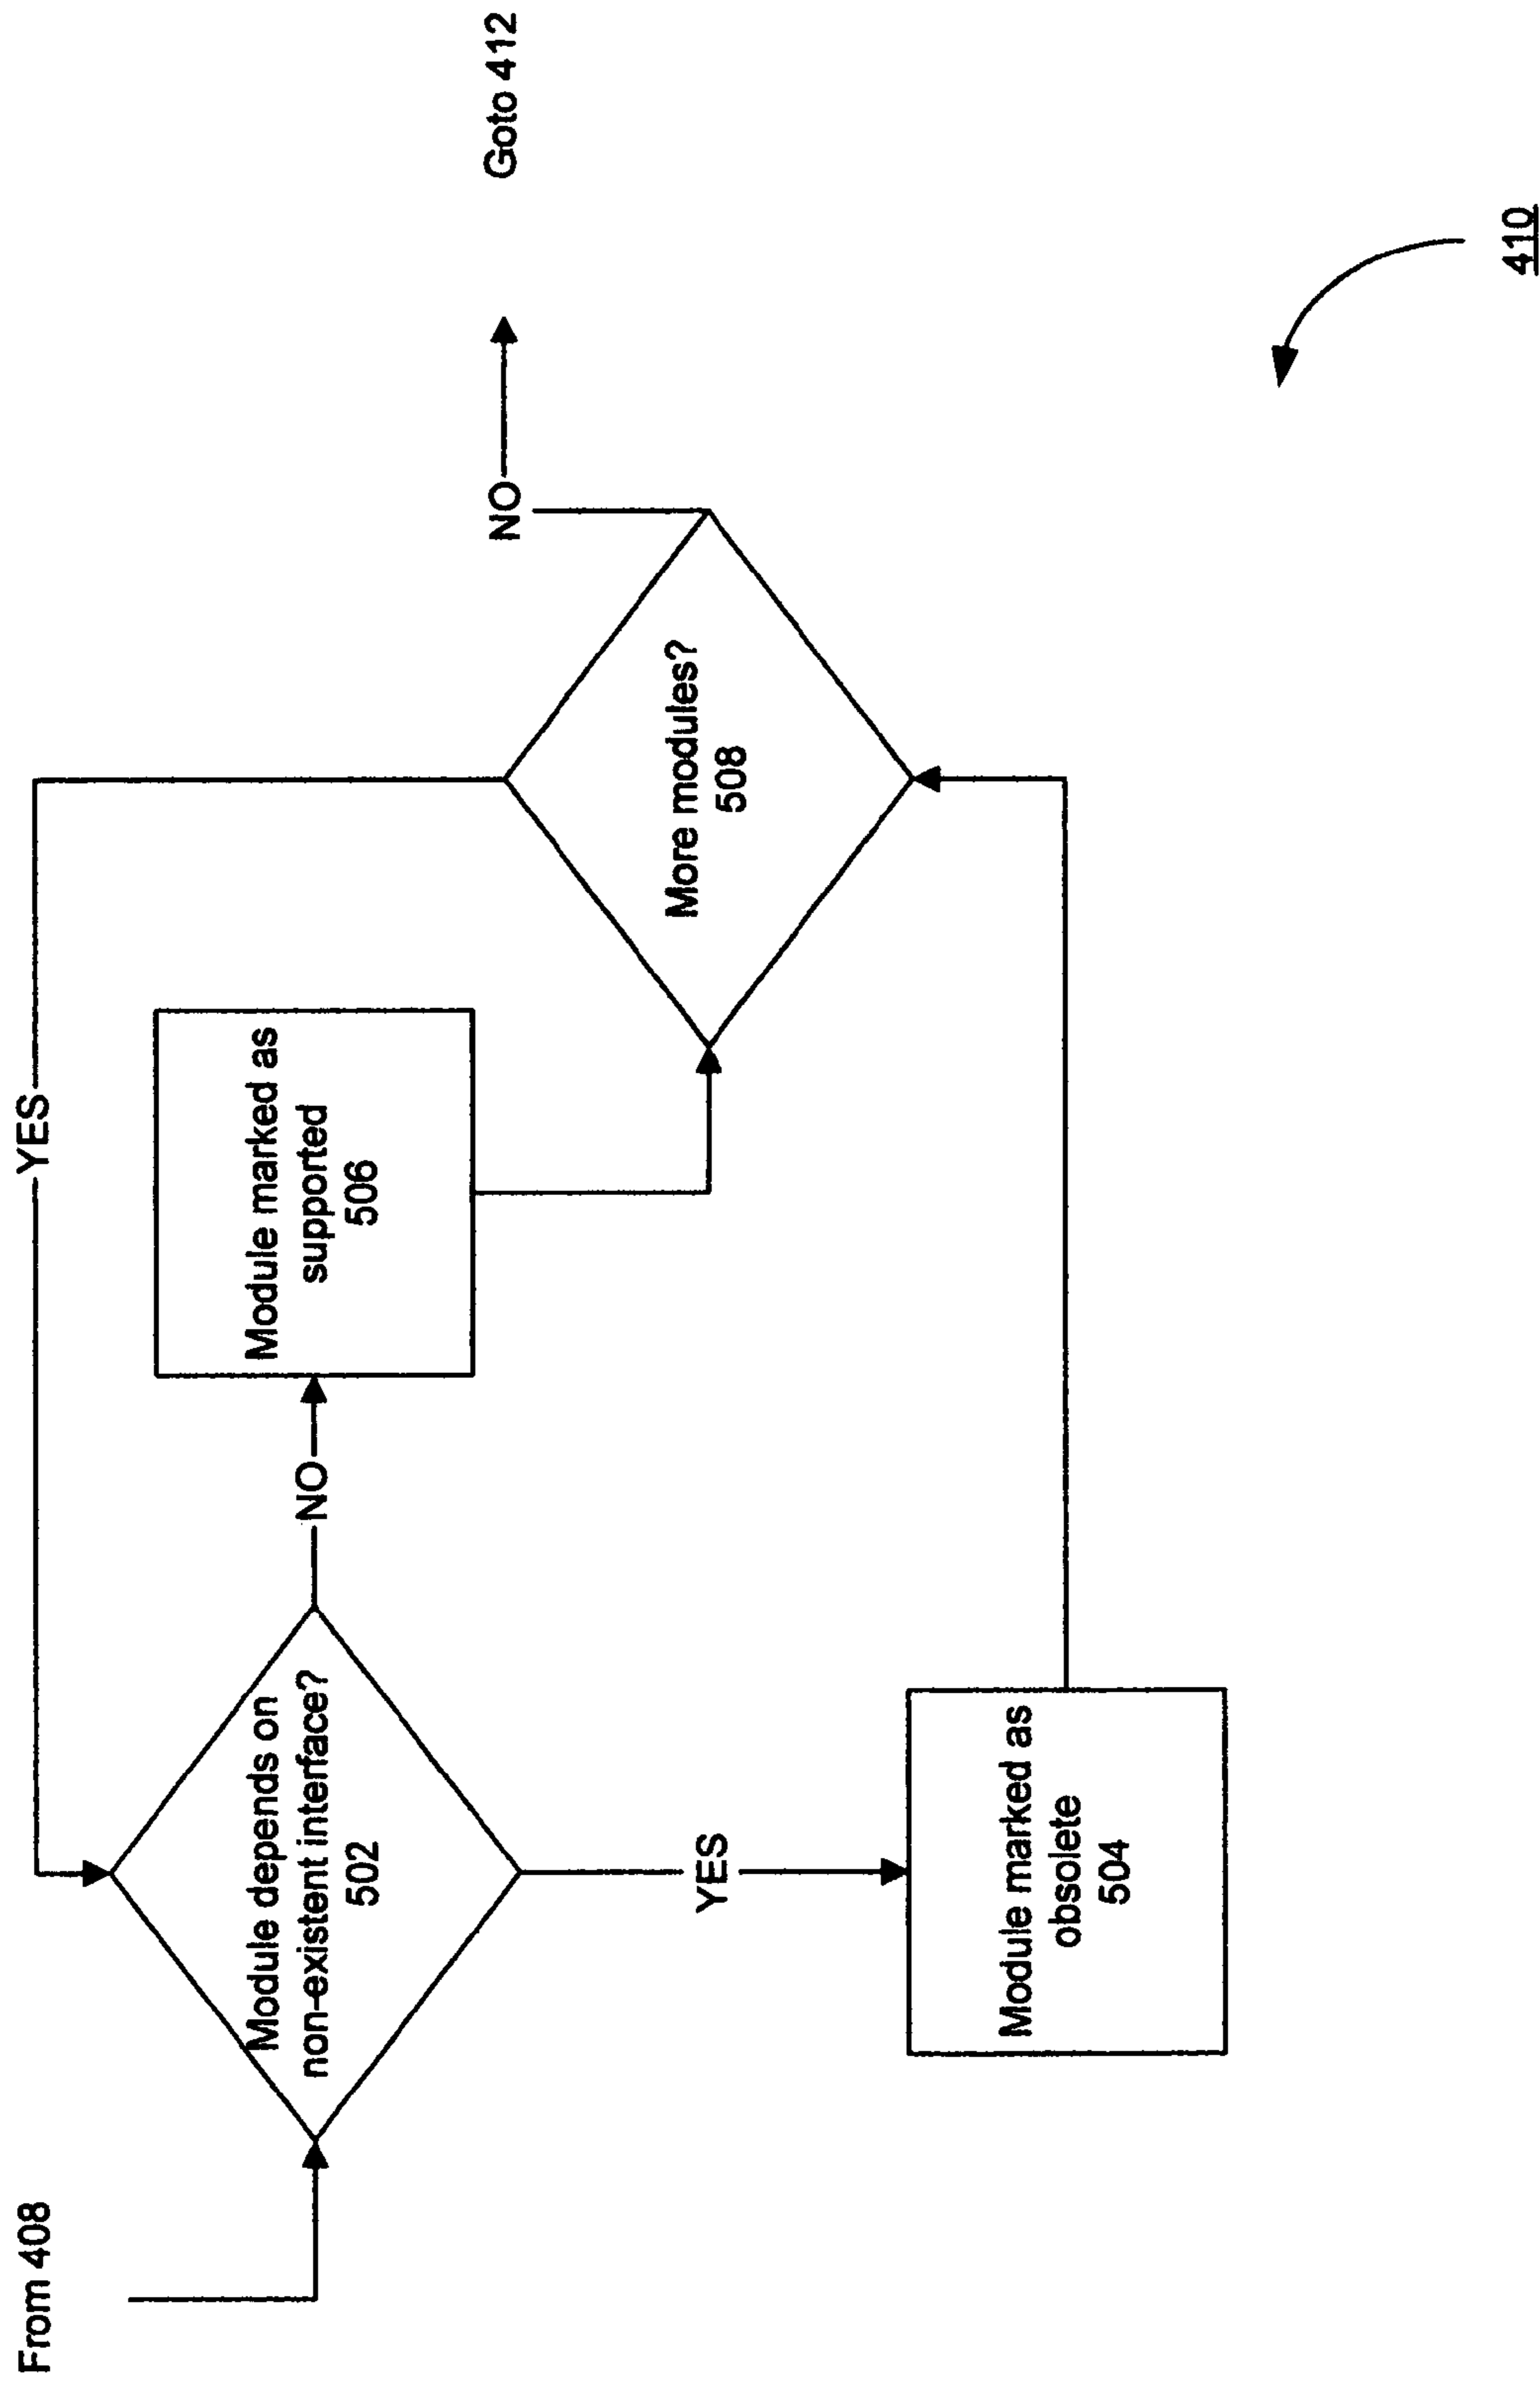 From 408
YES
Module depends on
non-existent interface?
502
NO
Module marked as
supported
506
YES
Module marked as
obsolete
504
More modules?
508
NO
Goto 412
410